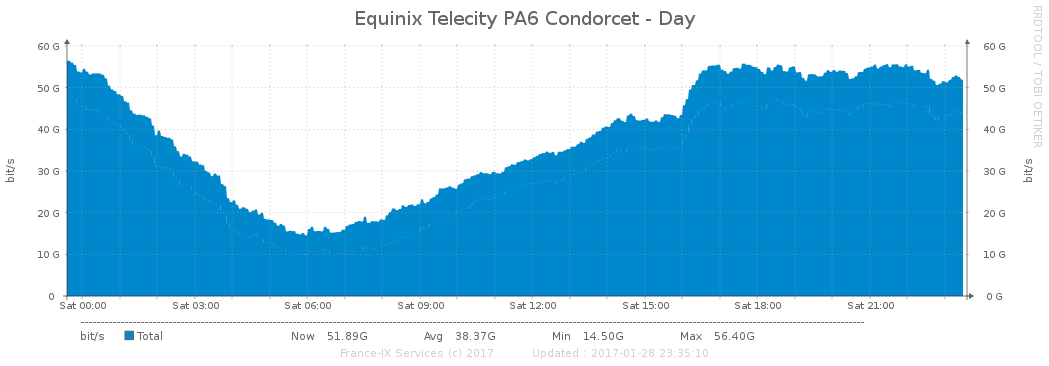 Equinix Telecity PA6 Condorcet - Day
RRDTOOL / TOBI OETIKER
60 G 60 G
50 G 50 G
40 G 40 G
30 G 30 G
20 G 20 G
10 G 10 G
0 0 G
bit/s bit/s
Sat 00:00 Sat 03:00 Sat 06:00 Sat 09:00 Sat 12:00 Sat 15:00 Sat 18:00 Sat 21:00
bit/s Total Now 51.89G Avg 38.37G Min 14.50G Max 56.40G
France-IX Services (c) 2017 Updated : 2017-01-28 23:35:10